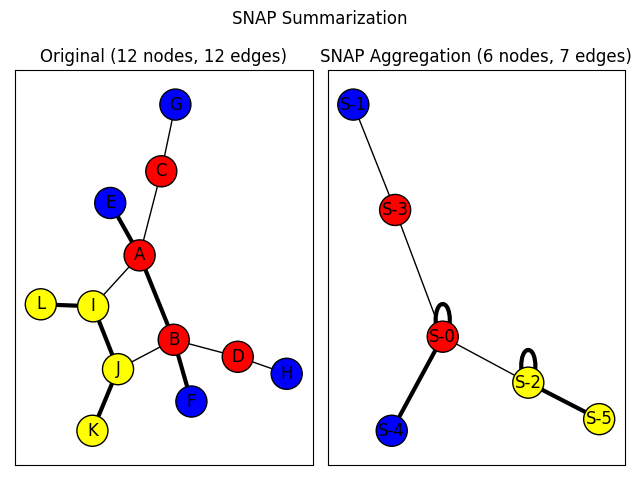 SNAP Summarization
Original (12 nodes, 12 edges)
SNAP Aggregation (6 nodes, 7 edges)
G
C
E
A
L
I
B
J
D
H
F
K
S-1
S-3
S-0
S-2
S-5
S-4